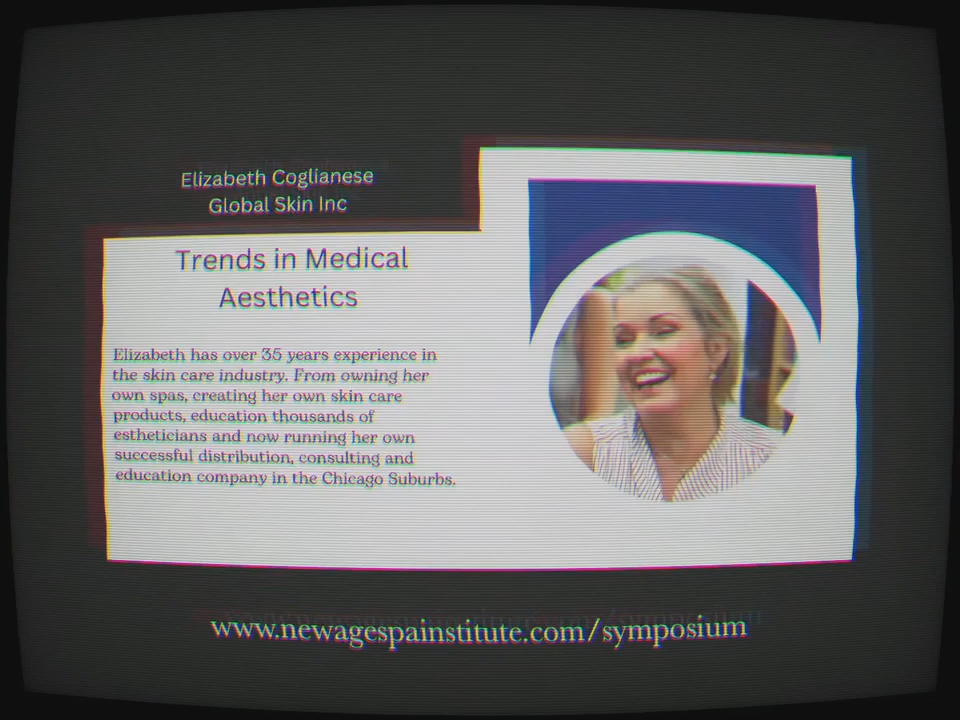 Elizabeth Coglianese
Global Skin Inc
Trends in Medical
Aesthetics
Elizabeth has over 35 years experience in
the skin care industry. From owning her
own spas, creating her own skin care
products, education thousands of
estheticians and now running her own
successful distribution, consulting and
education company in the Chicago Suburbs.
www.newagespainstitute.com/symposium